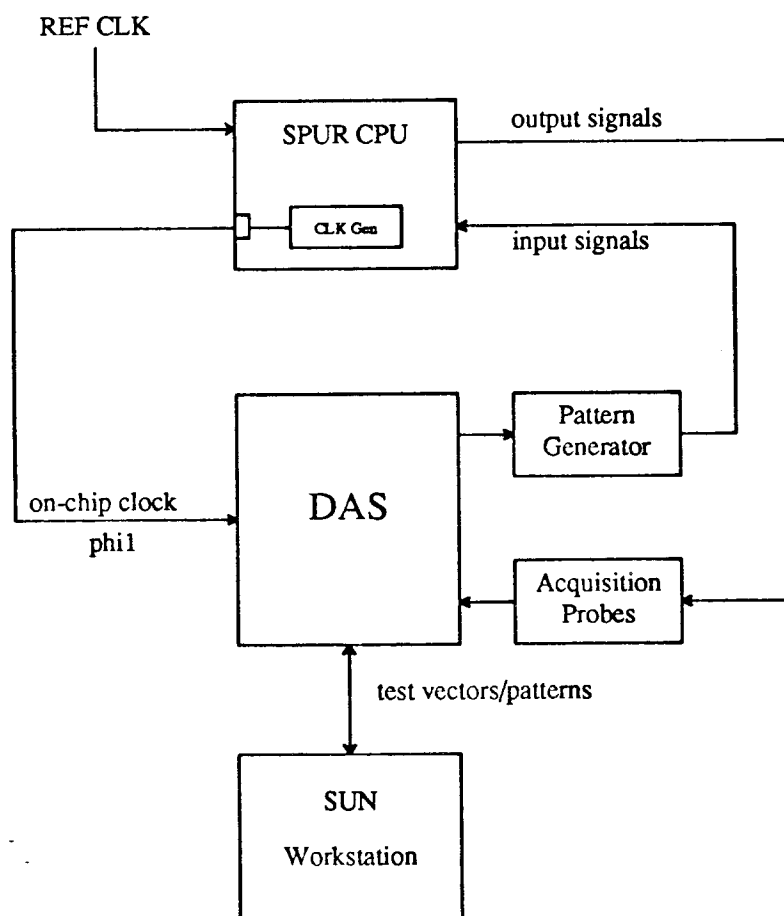 REF CLK
SPUR CPU
output signals
CLK Gen
input signals
Pattern
Generator
DAS
on-chip clock
phi1
Acquisition
Probes
test vectors/patterns
SUN
Workstation